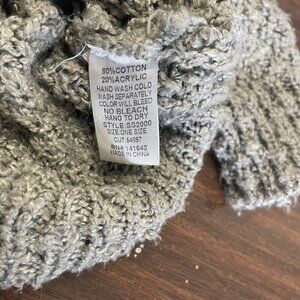 80%COTTON
20%ACRYLIC
HAND WASH COLD
WASH SEPARATELY
COLOR WILL BLEED
NO BLEACH
HANG TO DRY
STYLE:SS2000
SIZE:ONE SIZE
CUT:54857
RN#:141642
MADE IN CHINA